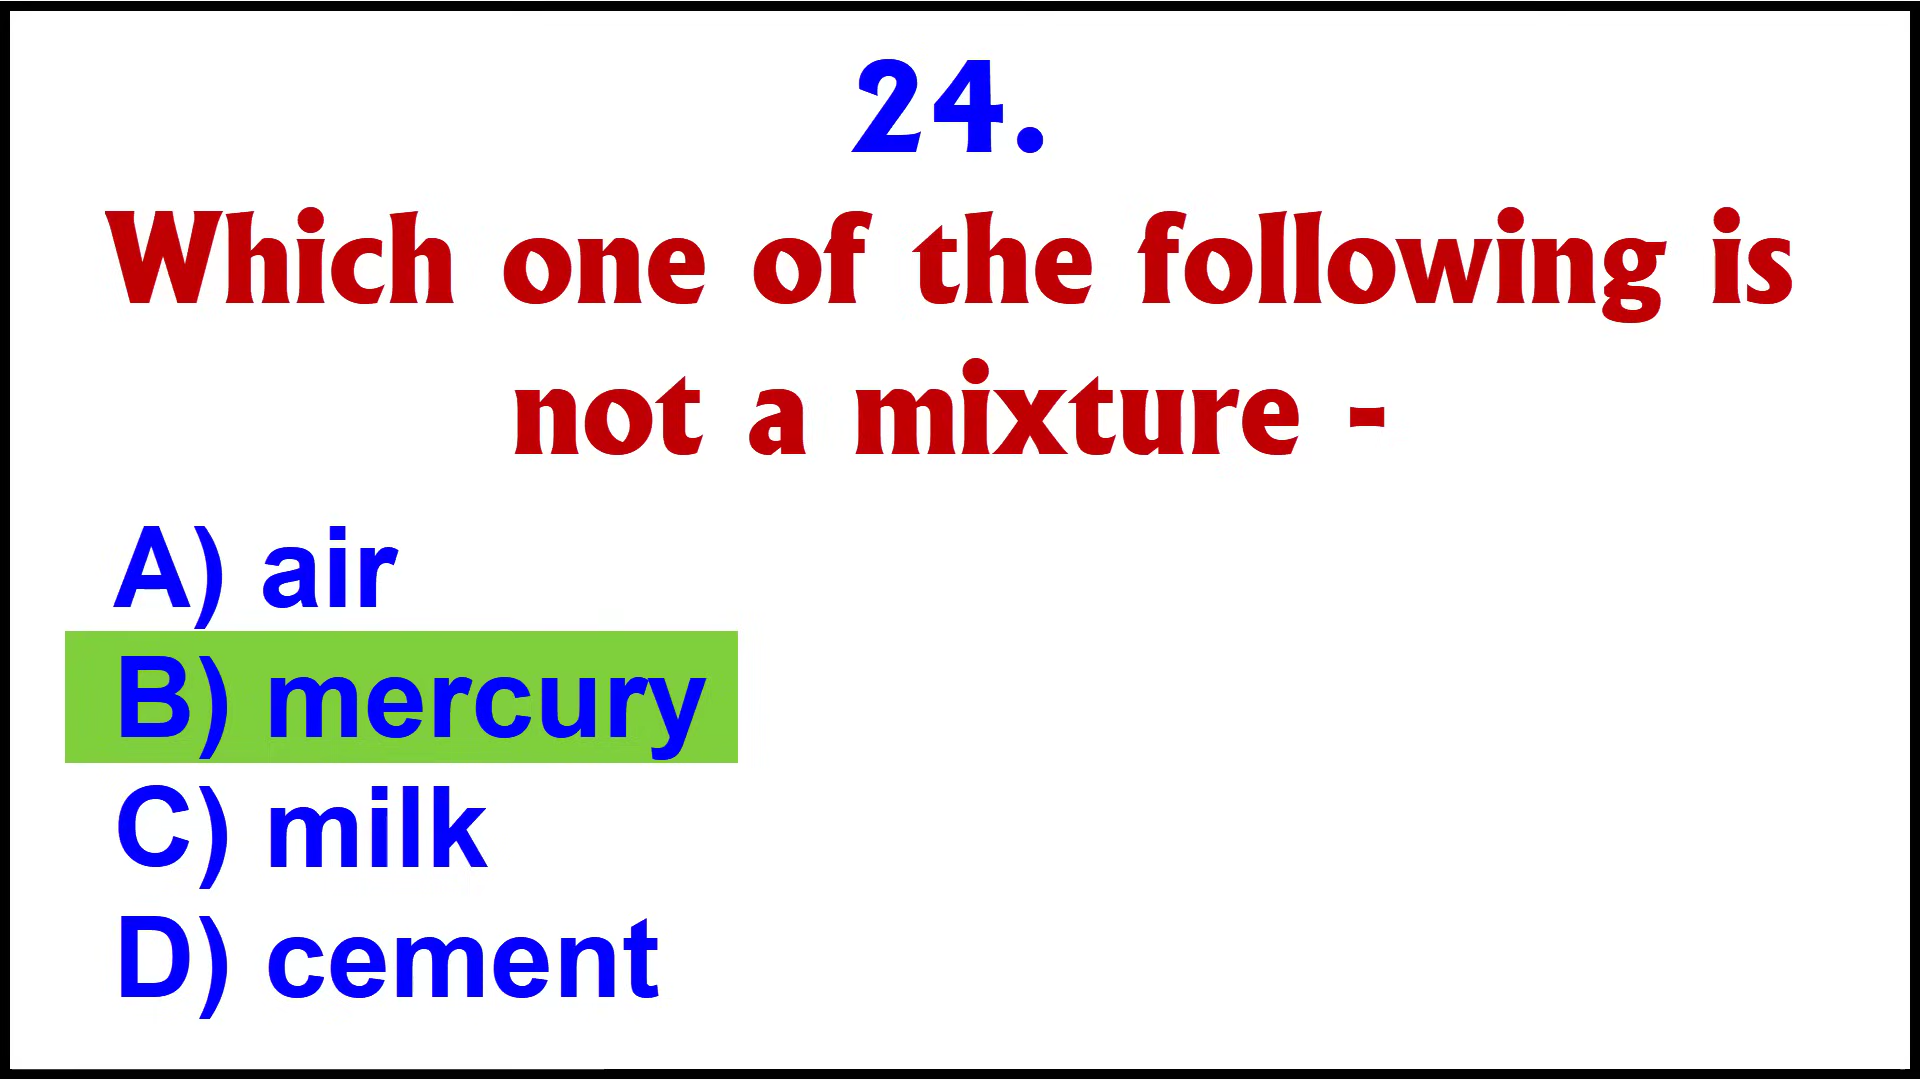 24.
Which one of the following is
not a mixture -
A) air
B) mercury
C) milk
D) cement